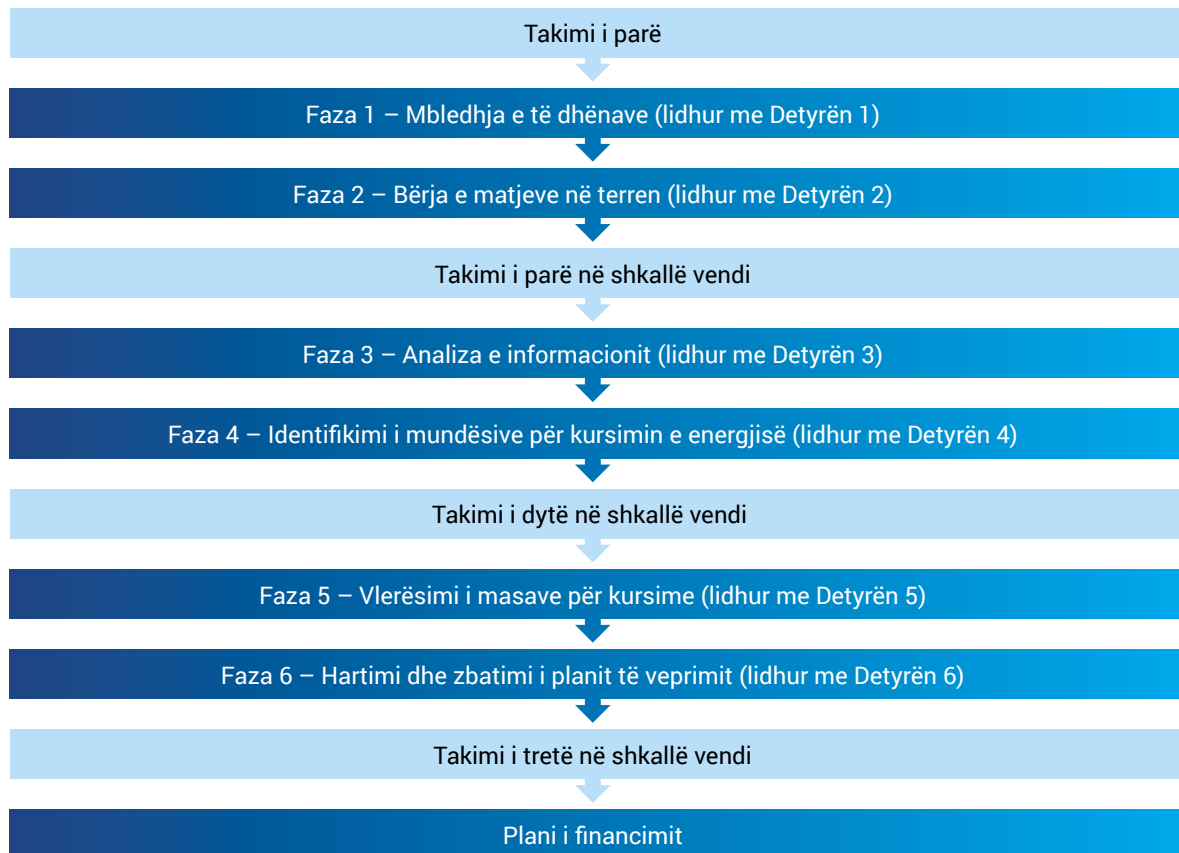 Takimi i parë
Faza 1 – Mbledhja e të dhënave (lidhur me Detyrën 1)
Faza 2 – Bërja e matjeve në terren (lidhur me Detyrën 2)
Takimi i parë në shkallë vendi
Faza 3 – Analiza e informacionit (lidhur me Detyrën 3)
Faza 4 – Identifikimi i mundësive për kursimin e energjisë (lidhur me Detyrën 4)
Takimi i dytë në shkallë vendi
Faza 5 – Vlerësimi i masave për kursime (lidhur me Detyrën 5)
Faza 6 – Hartimi dhe zbatimi i planit të veprimit (lidhur me Detyrën 6)
Takimi i tretë në shkallë vendi
Plani i financimit